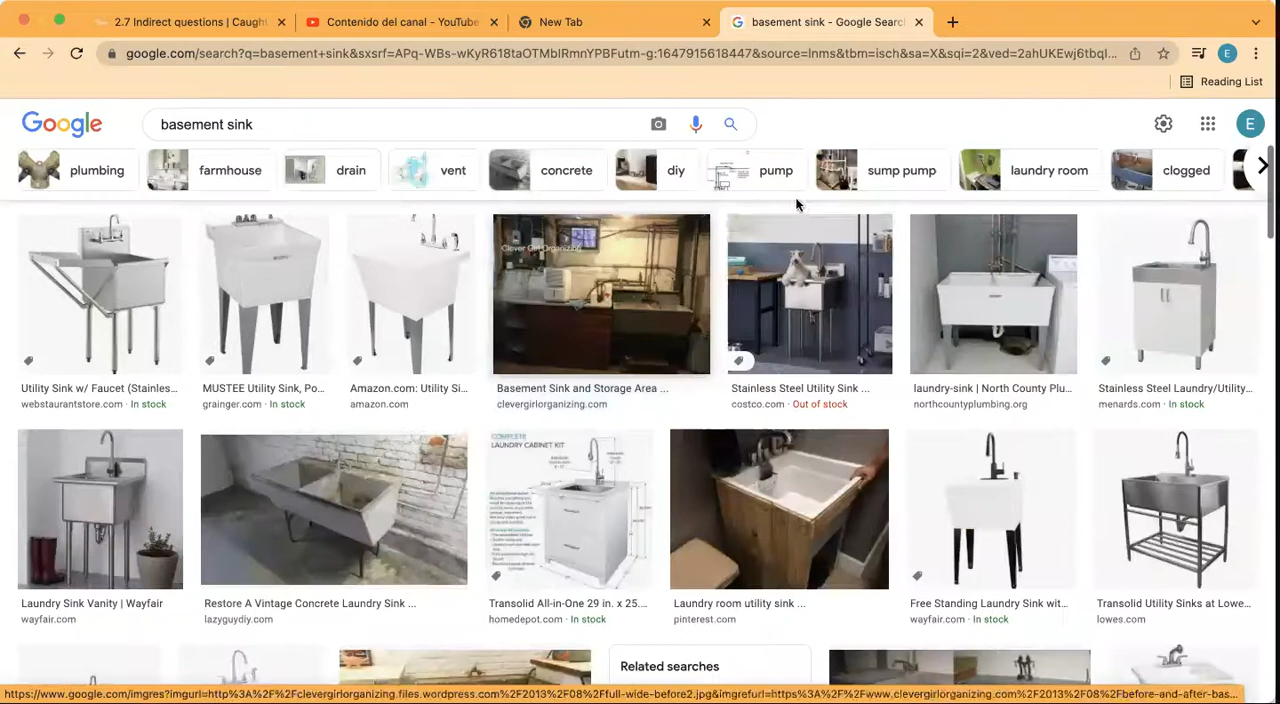 2.7 Indirect questions | Caugh
Contenido del canal - YouTube
New Tab
basement sink - Google Searc
google.com/search?q=basement+sink&sxsrf=APq-WBs-wKyR618taOTMblRmnYPBFutm-g:1647915618447&source=lnms&tbm=isch&sa=X&sqi=2&ved=2ahUKEwj6tbqI...
E
Reading List
Google
basement sink
E
plumbing
farmhouse
drain
vent
concrete
diy
pump
sump pump
laundry room
clogged
Clever Girl Organizing
Utility Sink w/ Faucet (Stainles...
webstaurantstore.com · In stock
MUSTEE Utility Sink, Po...
grainger.com · In stock
Amazon.com: Utility Si...
amazon.com
Basement Sink and Storage Area ...
clevergirlorganizing.com
Stainless Steel Utility Sink ...
costco.com · Out of stock
laundry-sink | North County Plu...
northcountyplumbing.org
Stainless Steel Laundry/Utility...
menards.com · In stock
COMPLETE
LAUNDRY CABINET KIT
Laundry Sink Vanity | Wayfair
wayfair.com
Restore A Vintage Concrete Laundry Sink ...
lazyguydiy.com
Transolid All-in-One 29 in. x 25....
homedepot.com · In stock
Laundry room utility sink ...
pinterest.com
Free Standing Laundry Sink wit...
wayfair.com · In stock
Transolid Utility Sinks at Lowe...
lowes.com
Related searches
https://www.google.com/imgres?imgurl=http%3A%2F%2Fclevergirlorganizing.files.wordpress.com%2F2013%2F08%2Ffull-wide-before2.jpg&imgrefurl=https%3A%2F%2Fwww.clevergirlorganizing.com%2F2013%2F08%2Fbefore-and-after-bas...